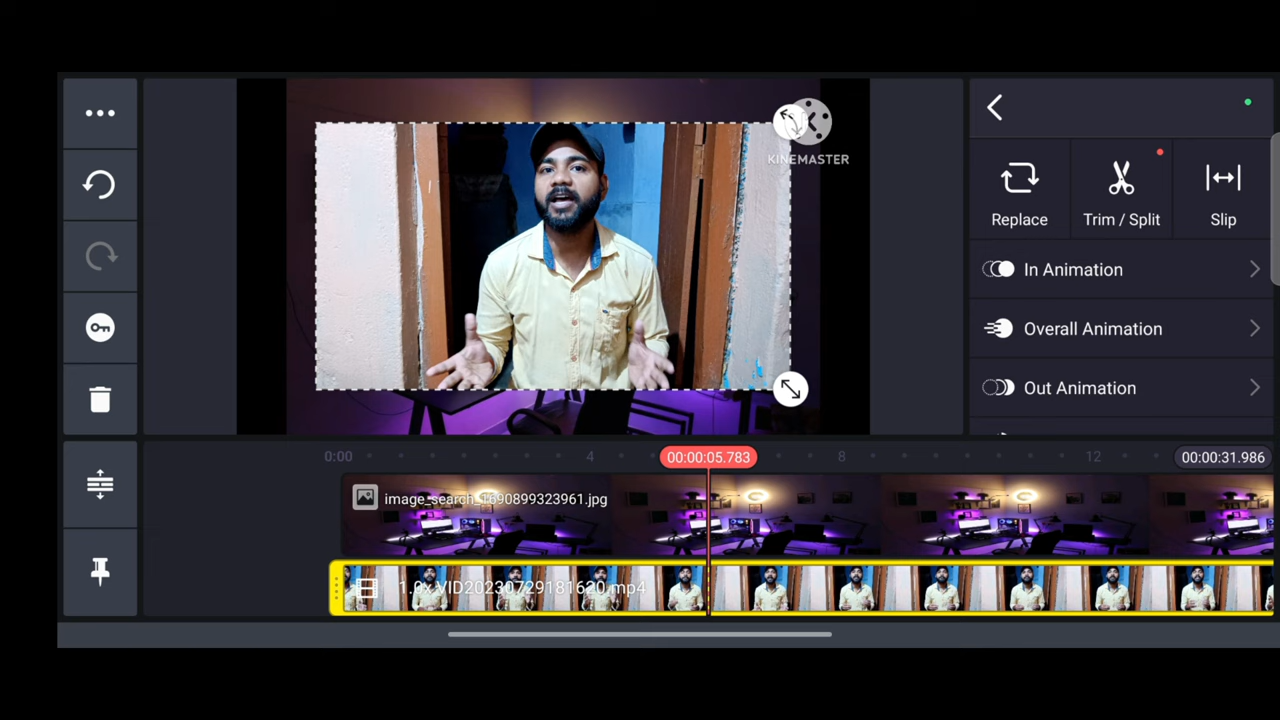 KINEMASTER
Replace
Trim / Split
Slip
In Animation
Overall Animation
Out Animation
0:00
4
00:00:05.783
8
12
00:00:31.986
image_search_1690899323961.jpg
1.0x VID20230729181620.mp4